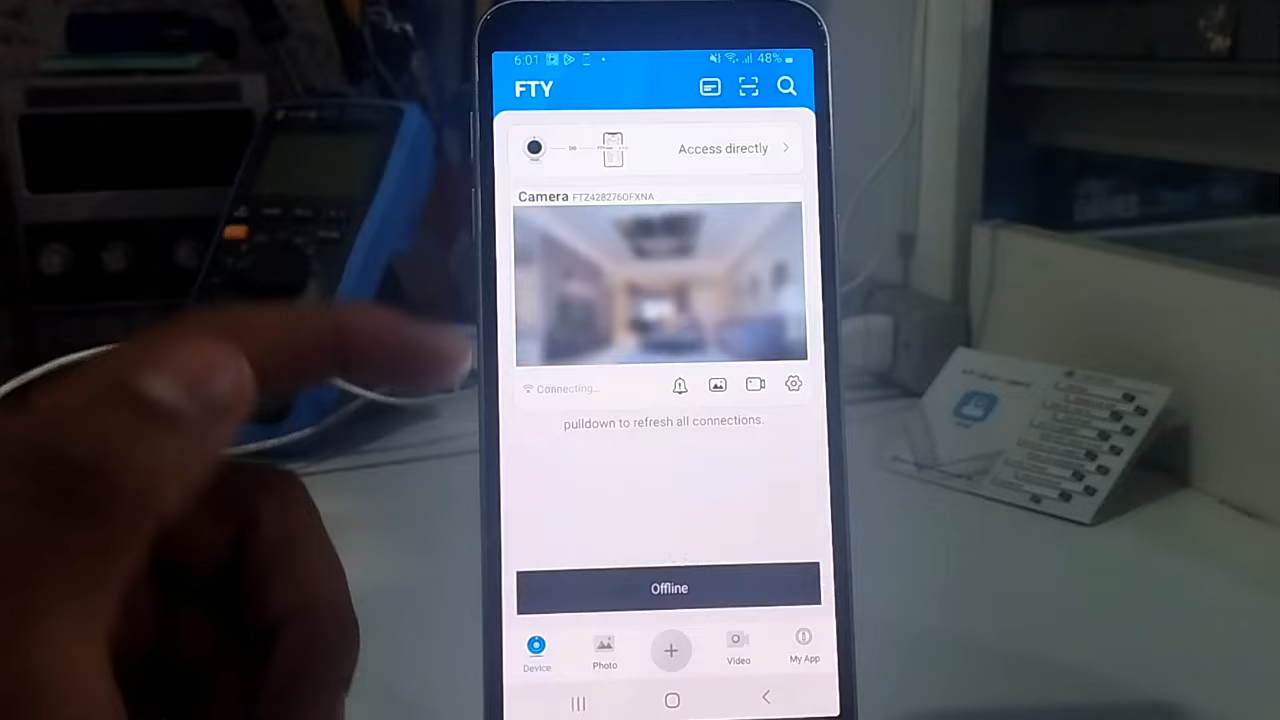 6:01 48%
FTY
Access directly
Camera FTZ428276OFXNA
Connecting...
pulldown to refresh all connections.
Offline
Device Photo Video My App